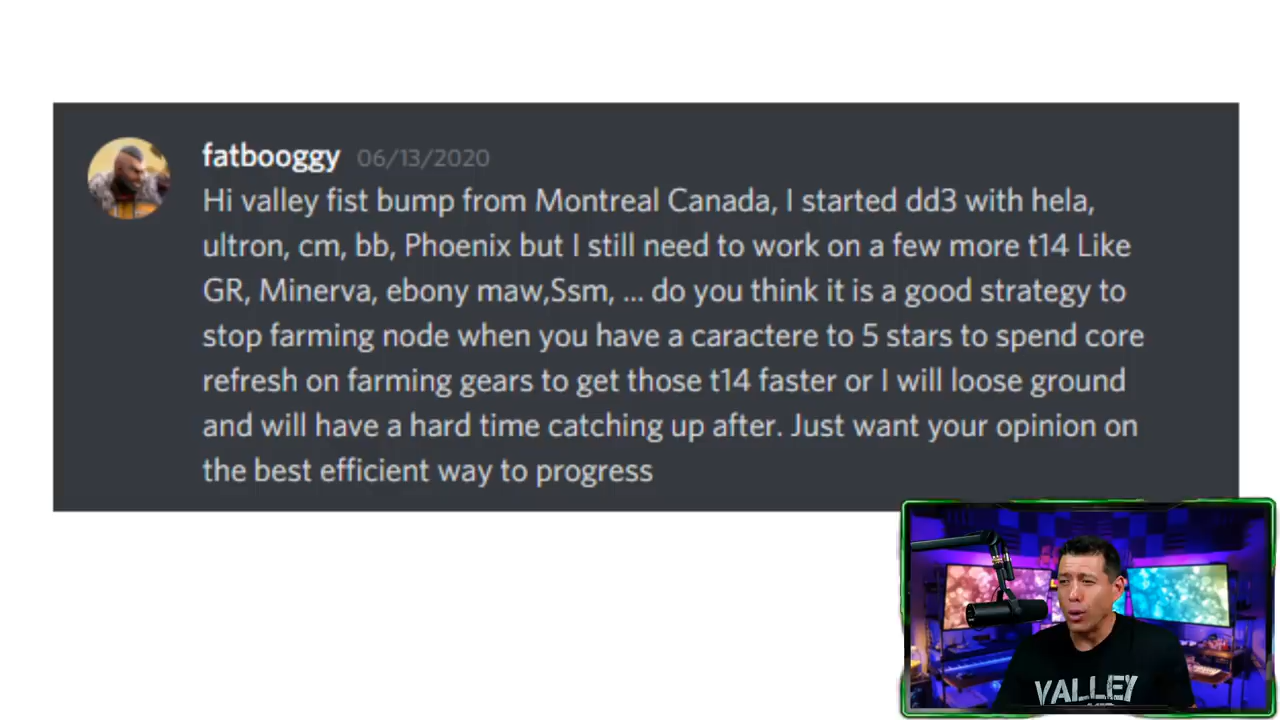 fatbooggy 06/13/2020
Hi valley fist bump from Montreal Canada, I started dd3 with hela,
ultron, cm, bb, Phoenix but I still need to work on a few more t14 Like
GR, Minerva, ebony maw,Ssm, ... do you think it is a good strategy to
stop farming node when you have a caractere to 5 stars to spend core
refresh on farming gears to get those t14 faster or I will loose ground
and will have a hard time catching up after. Just want your opinion on
the best efficient way to progress
VALLEY